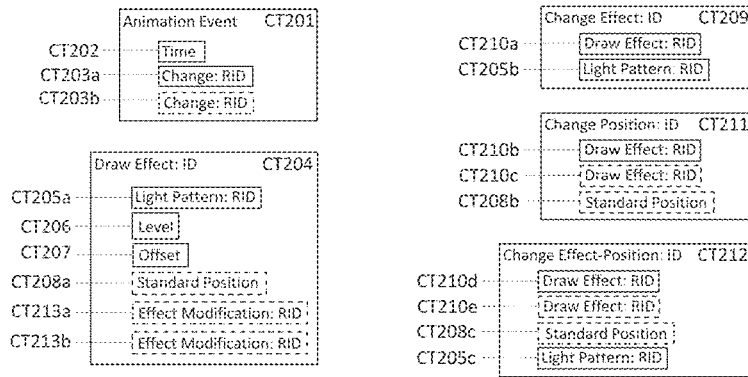 Animation Event CT201
CT202 Time
CT203a Change: RID
CT203b Change: RID
Draw Effect: ID CT204
CT205a Light Pattern: RID
CT206 Level
CT207 Offset
CT208a Standard Position
CT213a Effect Modification: RID
CT213b Effect Modification: RID
Change Effect: ID CT209
CT210a Draw Effect: RID
CT205b Light Pattern: RID
Change Position: ID CT211
CT210b Draw Effect: RID
CT210c Draw Effect: RID
CT208b Standard Position
Change Effect-Position: ID CT212
CT210d Draw Effect: RID
CT210e Draw Effect: RID
CT208c Standard Position
CT205c Light Pattern: RID